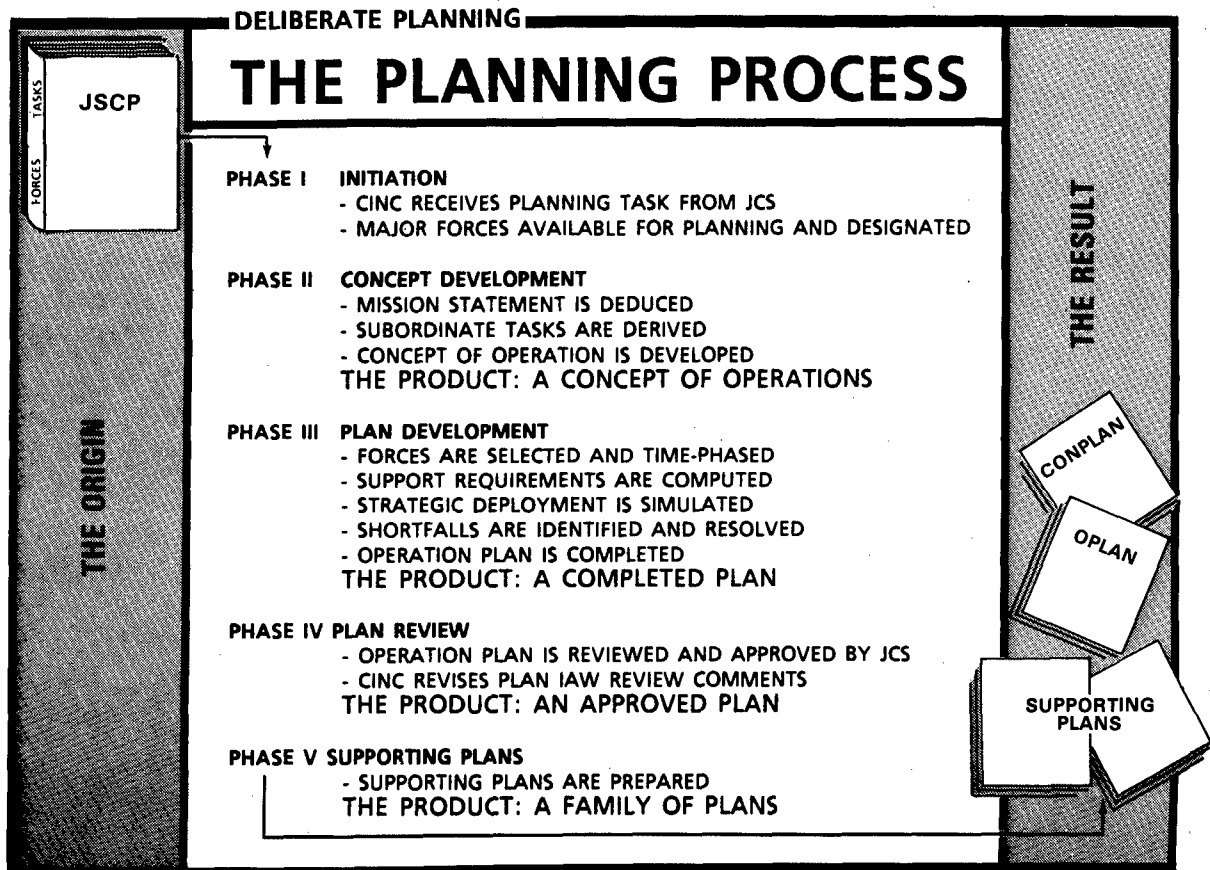 DELIBERATE PLANNING
THE PLANNING PROCESS
TASKS
FORCES
JSCP
THE ORIGIN
PHASE I INITIATION
- CINC RECEIVES PLANNING TASK FROM JCS
- MAJOR FORCES AVAILABLE FOR PLANNING AND DESIGNATED
PHASE II CONCEPT DEVELOPMENT
- MISSION STATEMENT IS DEDUCED
- SUBORDINATE TASKS ARE DERIVED
- CONCEPT OF OPERATION IS DEVELOPED
THE PRODUCT: A CONCEPT OF OPERATIONS
PHASE III PLAN DEVELOPMENT
- FORCES ARE SELECTED AND TIME-PHASED
- SUPPORT REQUIREMENTS ARE COMPUTED
- STRATEGIC DEPLOYMENT IS SIMULATED
- SHORTFALLS ARE IDENTIFIED AND RESOLVED
- OPERATION PLAN IS COMPLETED
THE PRODUCT: A COMPLETED PLAN
PHASE IV PLAN REVIEW
- OPERATION PLAN IS REVIEWED AND APPROVED BY JCS
- CINC REVISES PLAN IAW REVIEW COMMENTS
THE PRODUCT: AN APPROVED PLAN
PHASE V SUPPORTING PLANS
- SUPPORTING PLANS ARE PREPARED
THE PRODUCT: A FAMILY OF PLANS
THE RESULT
CONPLAN
OPLAN
SUPPORTING
PLANS